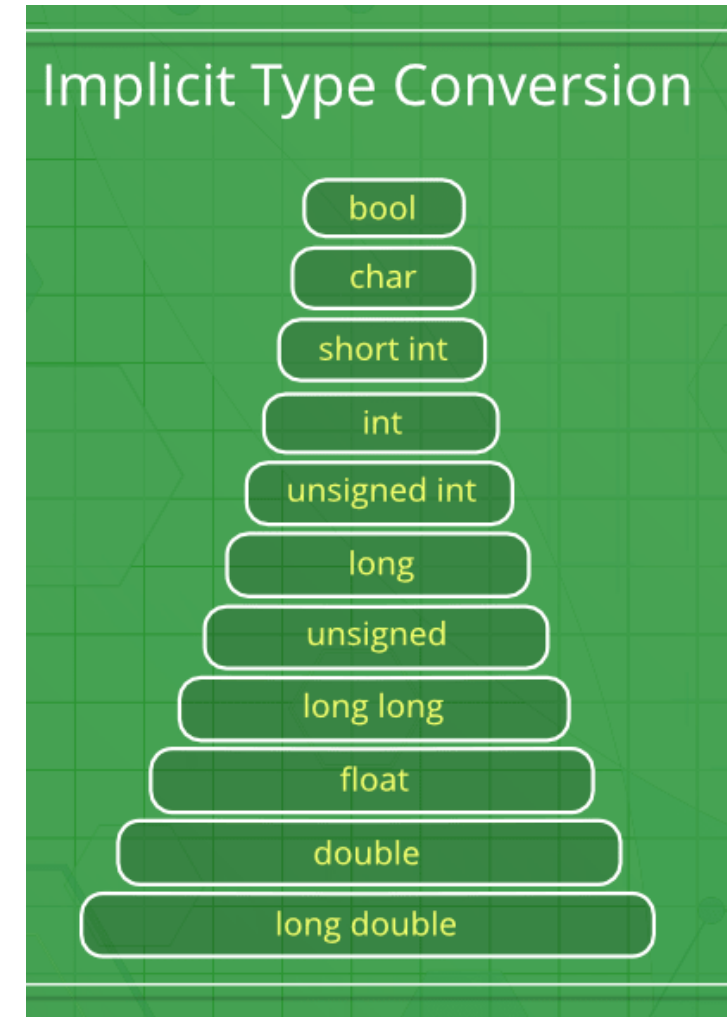 Implicit Type Conversion
bool
char
short int
int
unsigned int
long
unsigned
long long
float
double
long double